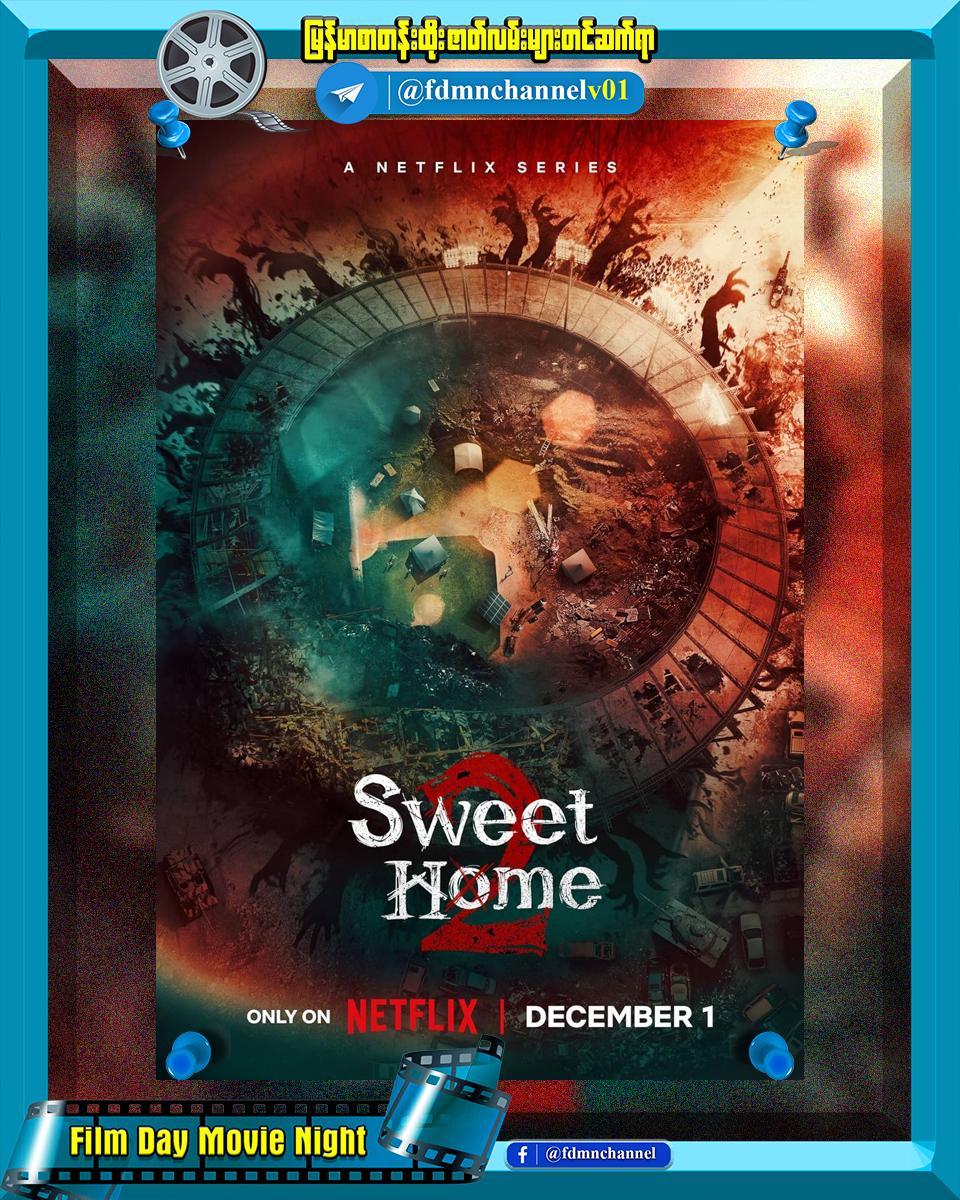 မြန်မာစာတန်းထိုးဇာတ်လမ်းများတင်ဆက်ရာ
@fdmnchannelv01
A NETFLIX SERIES
2
Sweet
Home
ONLY ON NETFLIX | DECEMBER 1
Film Day Movie Night
f | @fdmnchannel